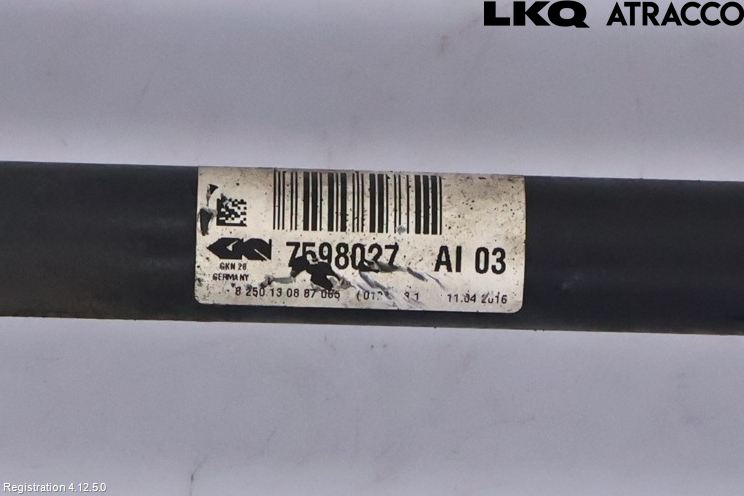 LKQ ATRACCO
GKN 7598027 AI 03
GKN 26
GERMANY
8 250.13 08 87 11.04 2016
Registration 4.12.5.0